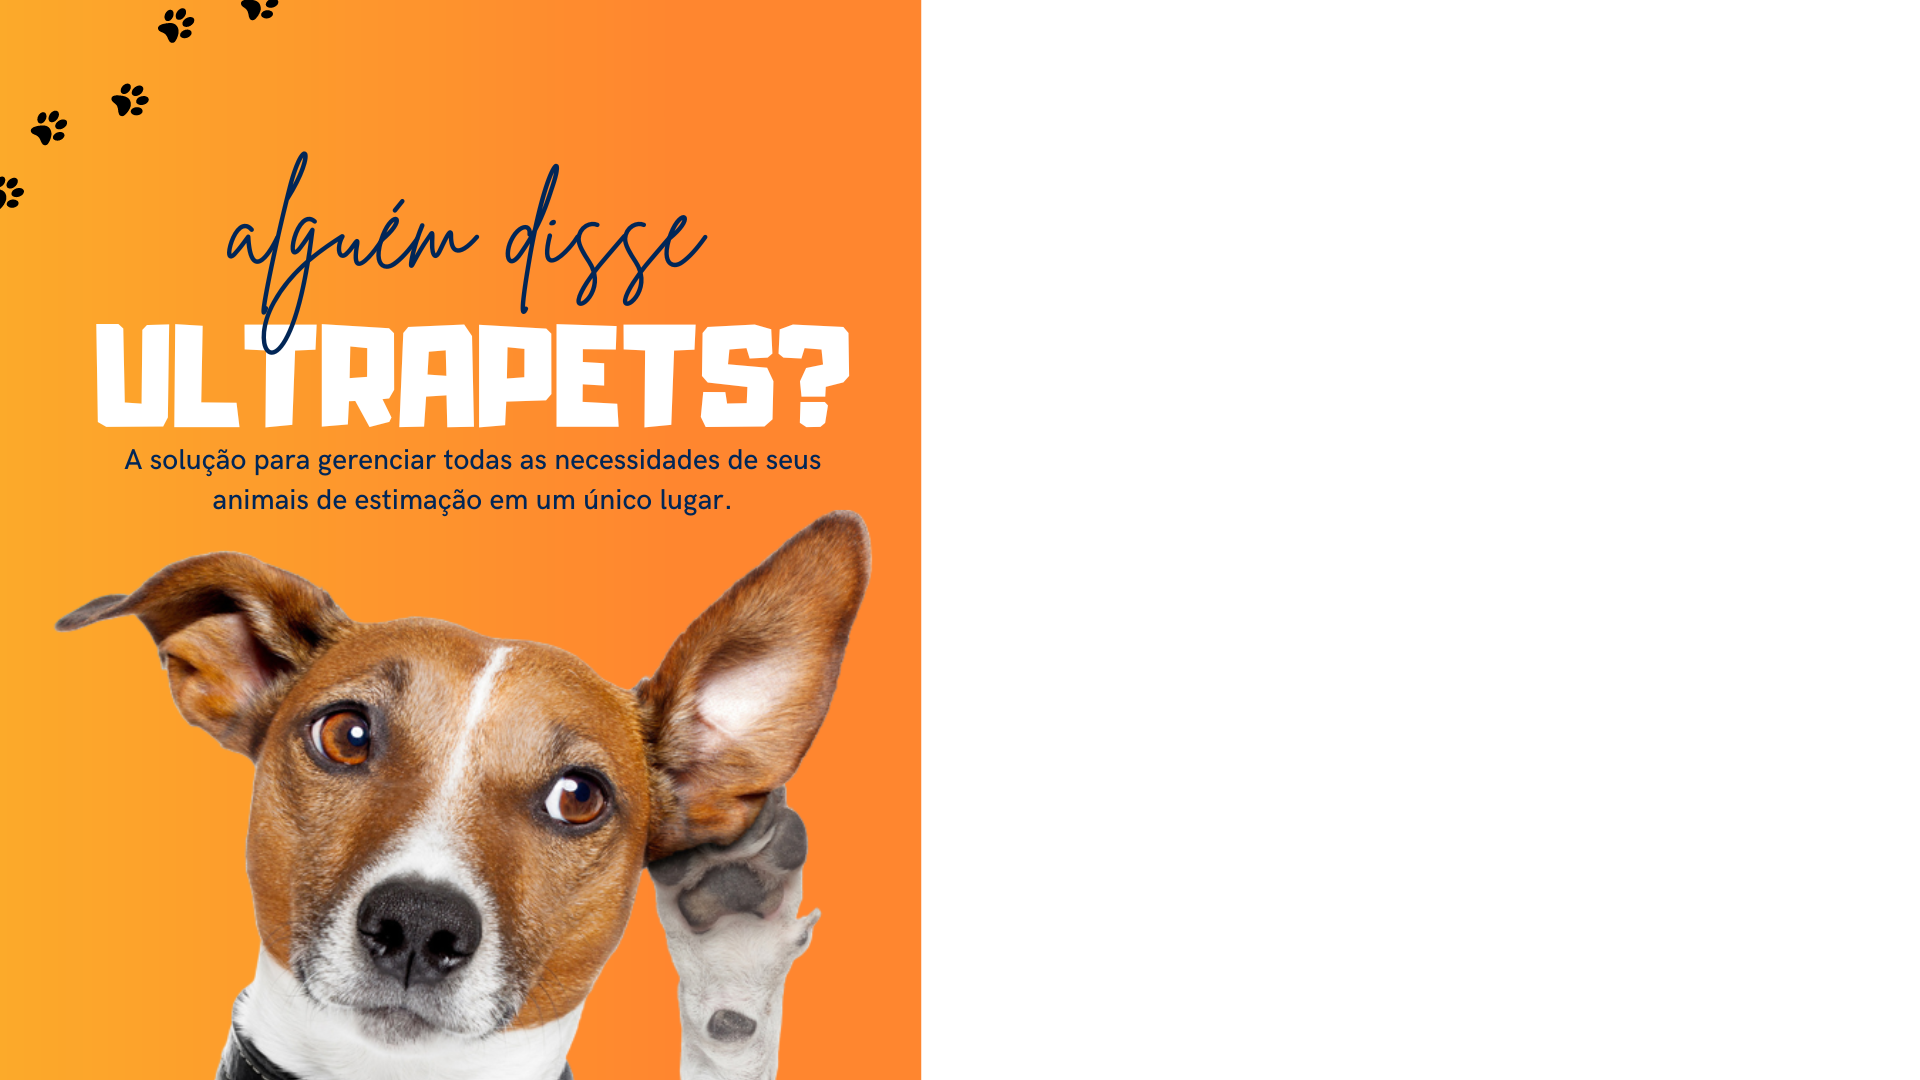 alguém disse
ULTRAPETS?
A solução para gerenciar todas as necessidades de seus
animais de estimação em um único lugar.